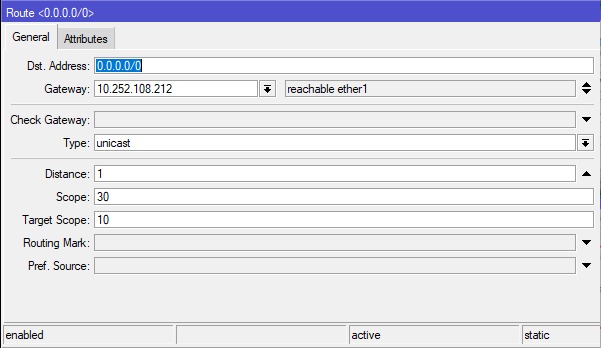 Route <0.0.0.0/0>
General Attributes
Dst. Address: 0.0.0.0/0
Gateway: 10.252.108.212 reachable ether1
Check Gateway:
Type: unicast
Distance: 1
Scope: 30
Target Scope: 10
Routing Mark:
Pref. Source:
enabled active static